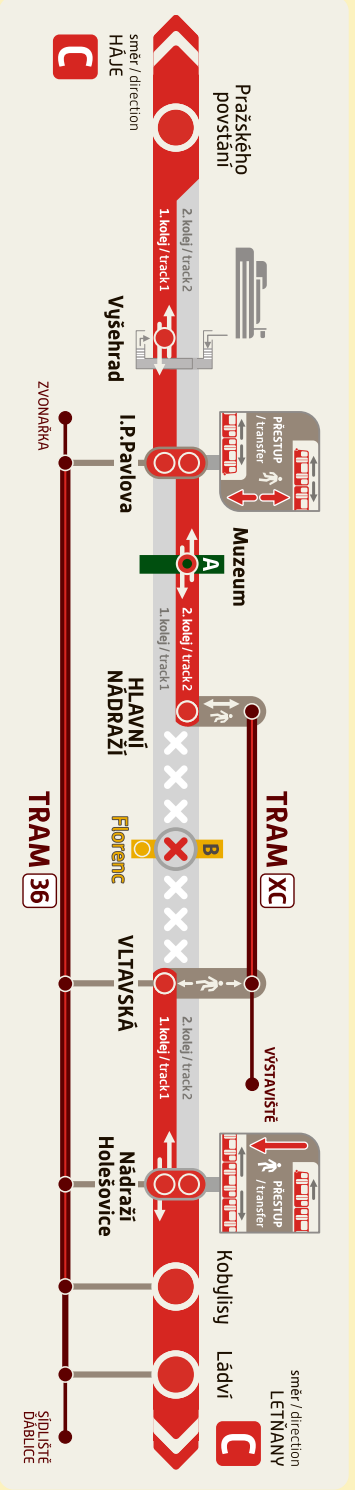 směr / direction
HÁJE
C
Pražského
povstání
2. kolej / track 2
1. kolej / track 1
Vyšehrad
ZVONAŘKA
I.P.Pavlova
PŘESTUP
/ transfer
Muzeum
A
2. kolej / track 2
1. kolej / track 1
HLAVNÍ
NÁDRAŽÍ
TRAM XC
TRAM 36
B
Florenc
VLTAVSKÁ
VÝSTAVIŠTĚ
2. kolej / track 2
1. kolej / track 1
PŘESTUP
/ transfer
Nádraží
Holešovice
Kobylisy
Ládví
směr / direction
LETŇANY
C
SÍDLIŠTĚ
ĎÁBLICE